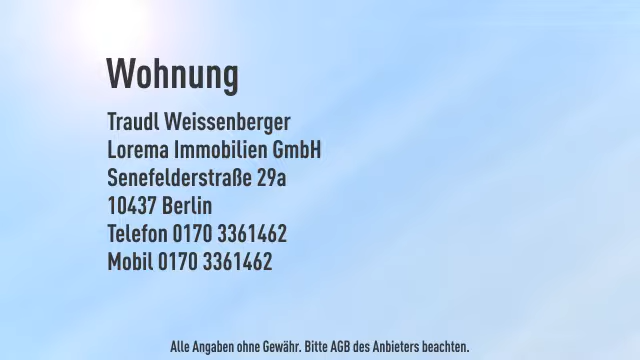 Wohnung
Traudl Weissenberger
Lorema Immobilien GmbH
Senefelderstraße 29a
10437 Berlin
Telefon 0170 3361462
Mobil 0170 3361462
Alle Angaben ohne Gewähr. Bitte AGB des Anbieters beachten.